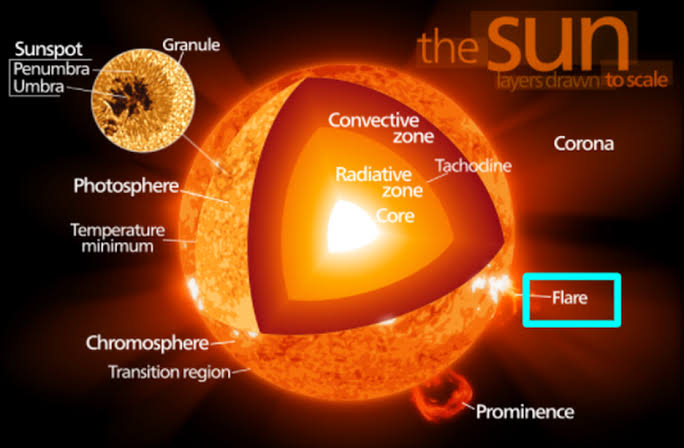 the sun
layers drawn to scale
Sunspot
Penumbra
Umbra
Granule
Convective
zone
Corona
Tachocline
Radiative
zone
Photosphere
Core
Temperature
minimum
Flare
Chromosphere
Transition region
Prominence